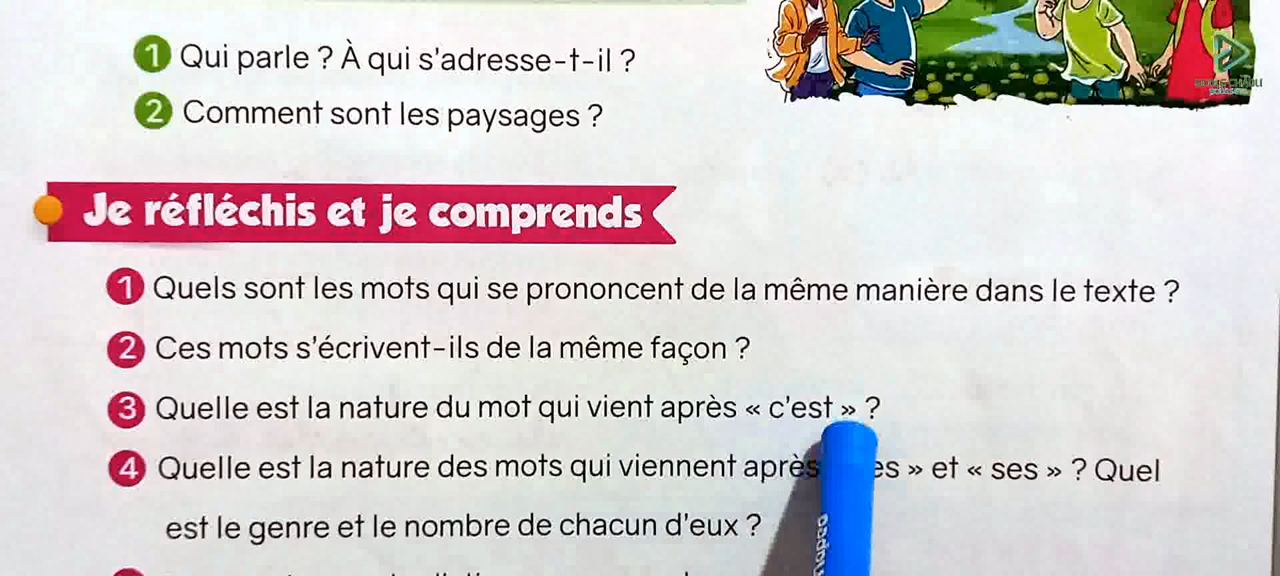 1 Qui parle ? À qui s'adresse-t-il ?
2 Comment sont les paysages ?
Je réfléchis et je comprends
1 Quels sont les mots qui se prononcent de la même manière dans le texte ?
2 Ces mots s'écrivent-ils de la même façon ?
3 Quelle est la nature du mot qui vient après « c'est » ?
4 Quelle est la nature des mots qui viennent après es » et « ses » ? Quel
est le genre et le nombre de chacun d'eux ?